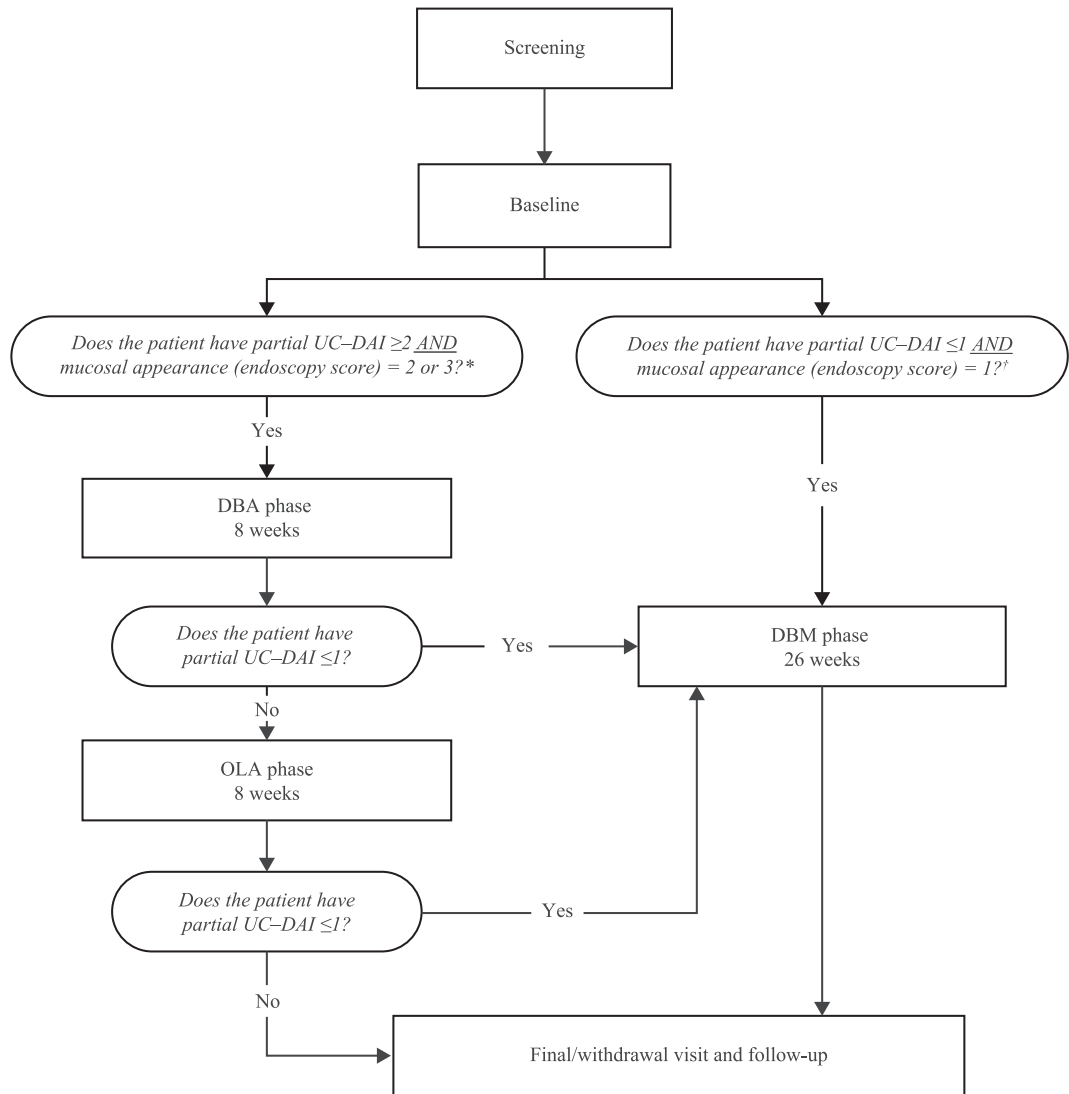 Screening
Baseline
Does the patient have partial UC–DAI ≥2 AND
mucosal appearance (endoscopy score) = 2 or 3?*
Does the patient have partial UC–DAI ≤1 AND
mucosal appearance (endoscopy score) = 1?†
Yes
Yes
DBA phase
8 weeks
Does the patient have
partial UC–DAI ≤1?
Yes
DBM phase
26 weeks
No
OLA phase
8 weeks
Does the patient have
partial UC–DAI ≤1?
Yes
No
Final/withdrawal visit and follow-up